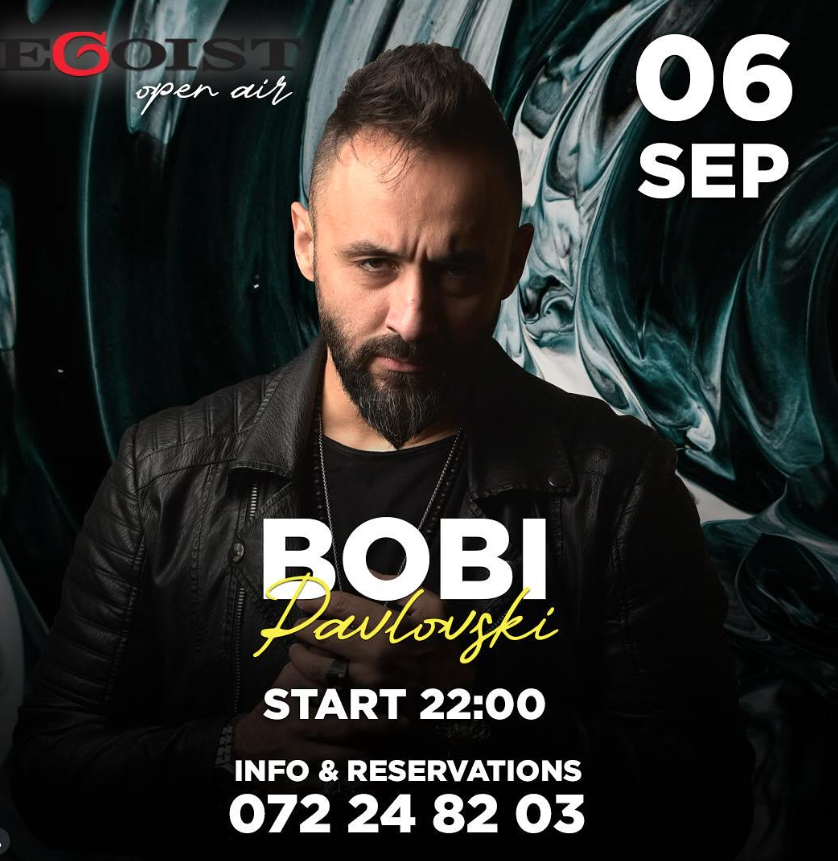 EGOIST
open air
06
SEP
BOBI
Pavlovski
START 22:00
INFO & RESERVATIONS
072 24 82 03